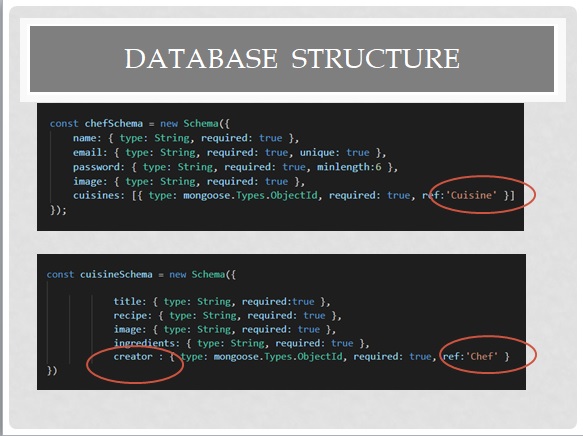 DATABASE STRUCTURE
const chefSchema = new Schema({
name: { type: String, required: true },
email: { type: String, required: true, unique: true },
password: { type: String, required: true, minlength:6 },
image: { type: String, required: true },
cuisines: [{ type: mongoose.Types.ObjectId, required: true, ref:'Cuisine' }]
});
const cuisineSchema = new Schema({
title: { type: String, required:true },
recipe: { type: String, required: true },
image: { type: String, required: true },
ingredients: { type: String, required: true },
creator : { type: mongoose.Types.ObjectId, required: true, ref:'Chef' }
})